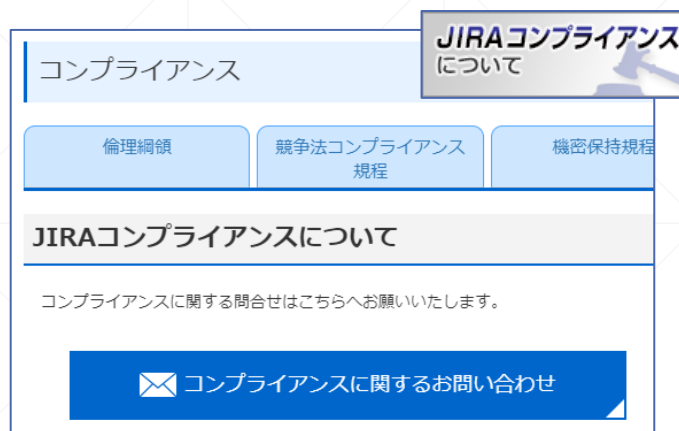 JIRAコンプライアンス
について
コンプライアンス
倫理綱領
競争法コンプライアンス
規程
機密保持規程
JIRAコンプライアンスについて
コンプライアンスに関する問合せはこちらへお願いいたします。
コンプライアンスに関するお問い合わせ